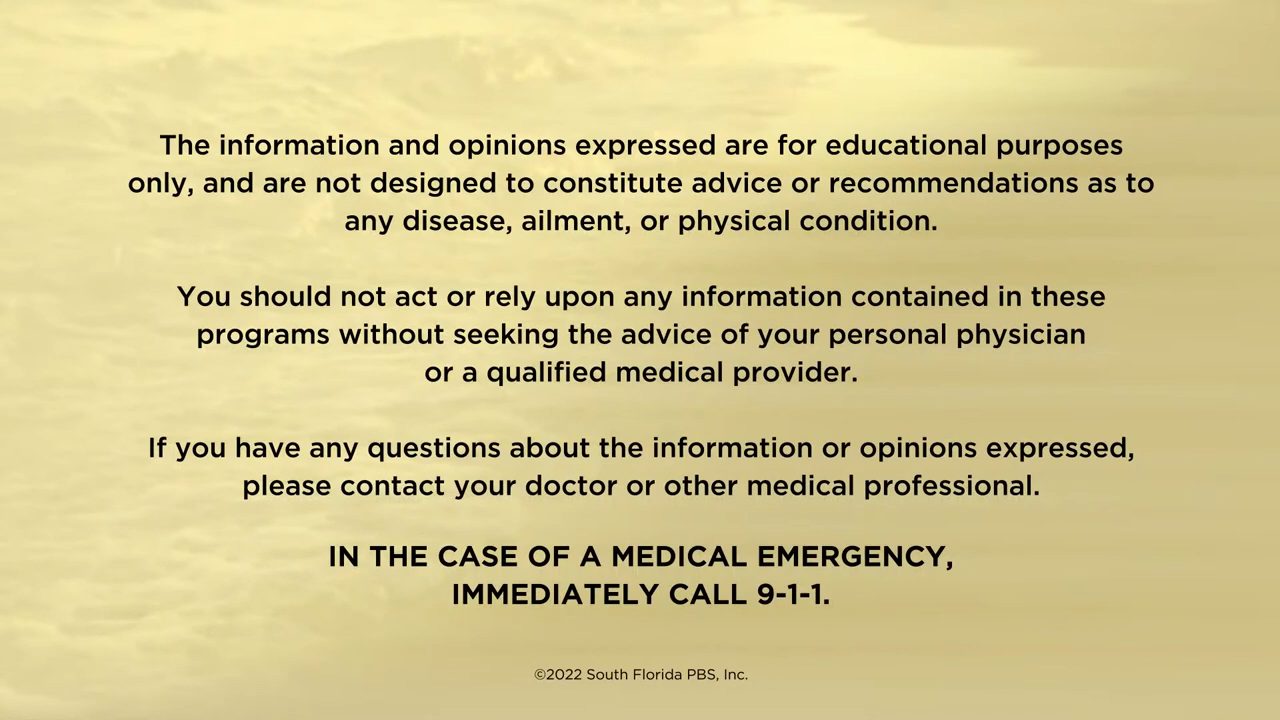 The information and opinions expressed are for educational purposes
only, and are not designed to constitute advice or recommendations as to
any disease, ailment, or physical condition.
You should not act or rely upon any information contained in these
programs without seeking the advice of your personal physician
or a qualified medical provider.
If you have any questions about the information or opinions expressed,
please contact your doctor or other medical professional.
IN THE CASE OF A MEDICAL EMERGENCY,
IMMEDIATELY CALL 9-1-1.
©2022 South Florida PBS, Inc.